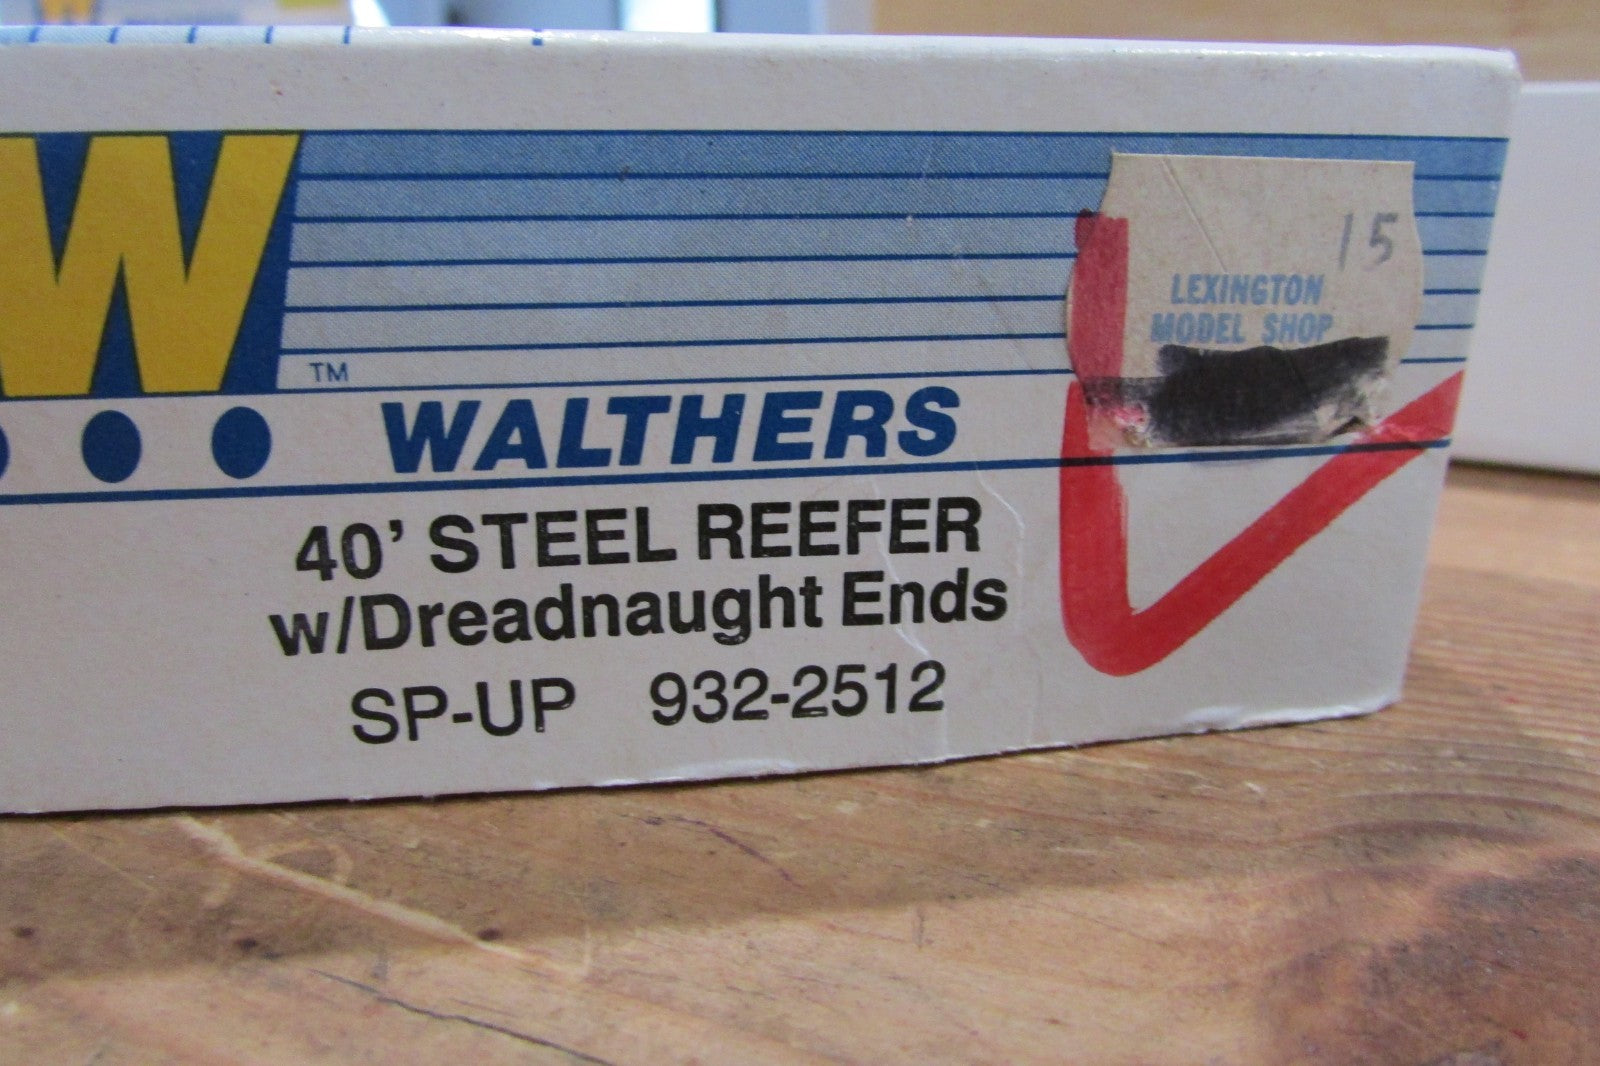 W
TM
WALTHERS
40' STEEL REEFER
w/Dreadnaught Ends
SP-UP 932-2512
15
LEXINGTON
MODEL SHOP